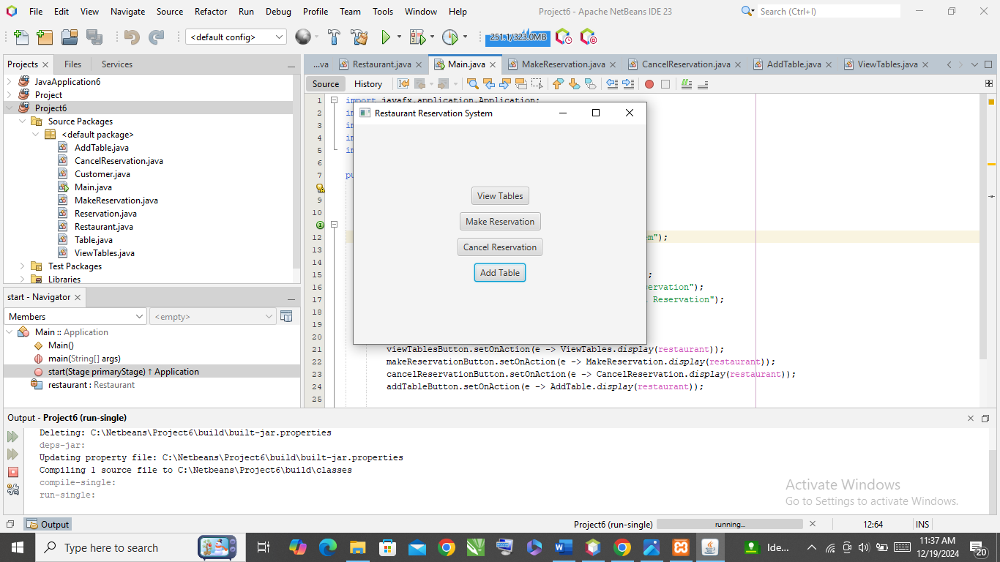 File Edit View Navigate Source Refactor Run Debug Profile Team Tools Window Help
Project6 - Apache NetBeans IDE 23
Search (Ctrl+I)
<default config>
251.1/323.0MB
Projects
Files
Services
JavaApplication6
Project
Project6
Source Packages
<default package>
AddTable.java
CancelReservation.java
Customer.java
Main.java
MakeReservation.java
Reservation.java
Restaurant.java
Table.java
ViewTables.java
Test Packages
Libraries
start - Navigator
Members
<empty>
Main :: Application
Main()
main(String[] args)
start(Stage primaryStage) ↑ Application
restaurant : Restaurant
...va
Restaurant.java
Main.java
MakeReservation.java
CancelReservation.java
AddTable.java
ViewTables.java
Source
History
1 import javafx.application.Application;
2 im
3 im
4 im
5 im
6
7 pu
9
10
12 em");
13
14
15 ;
16 ervation");
17 Reservation");
18
19
20
21 viewTablesButton.setOnAction(e -> ViewTables.display(restaurant));
22 makeReservationButton.setOnAction(e -> MakeReservation.display(restaurant));
23 cancelReservationButton.setOnAction(e -> CancelReservation.display(restaurant));
24 addTableButton.setOnAction(e -> AddTable.display(restaurant));
25
Restaurant Reservation System
View Tables
Make Reservation
Cancel Reservation
Add Table
Output - Project6 (run-single)
Deleting: C:\Netbeans\Project6\build\built-jar.properties
deps-jar:
Updating property file: C:\Netbeans\Project6\build\built-jar.properties
Compiling 1 source file to C:\Netbeans\Project6\build\classes
compile-single:
run-single:
Activate Windows
Go to Settings to activate Windows.
Output
Project6 (run-single)
running...
12:64
INS
Type here to search
Ide...
11:37 AM
12/19/2024
20